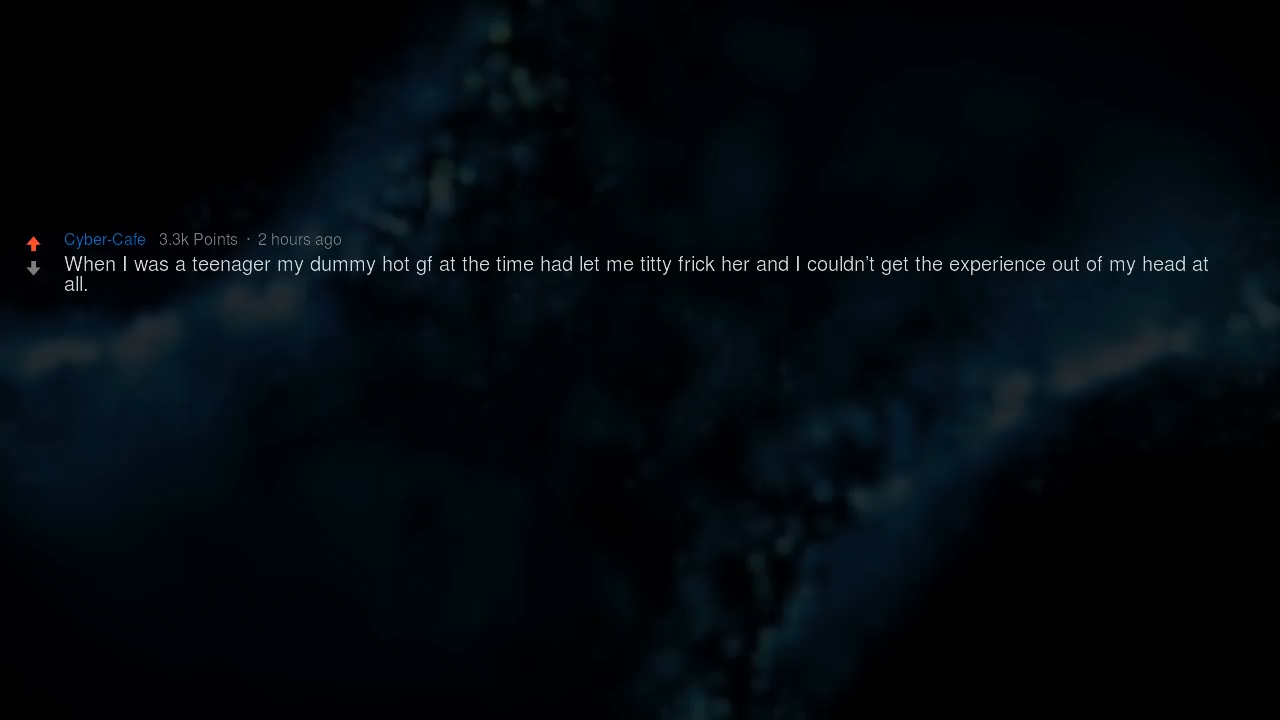 Cyber-Cafe 3.3k Points · 2 hours ago
When I was a teenager my dummy hot gf at the time had let me titty frick her and I couldn't get the experience out of my head at
all.